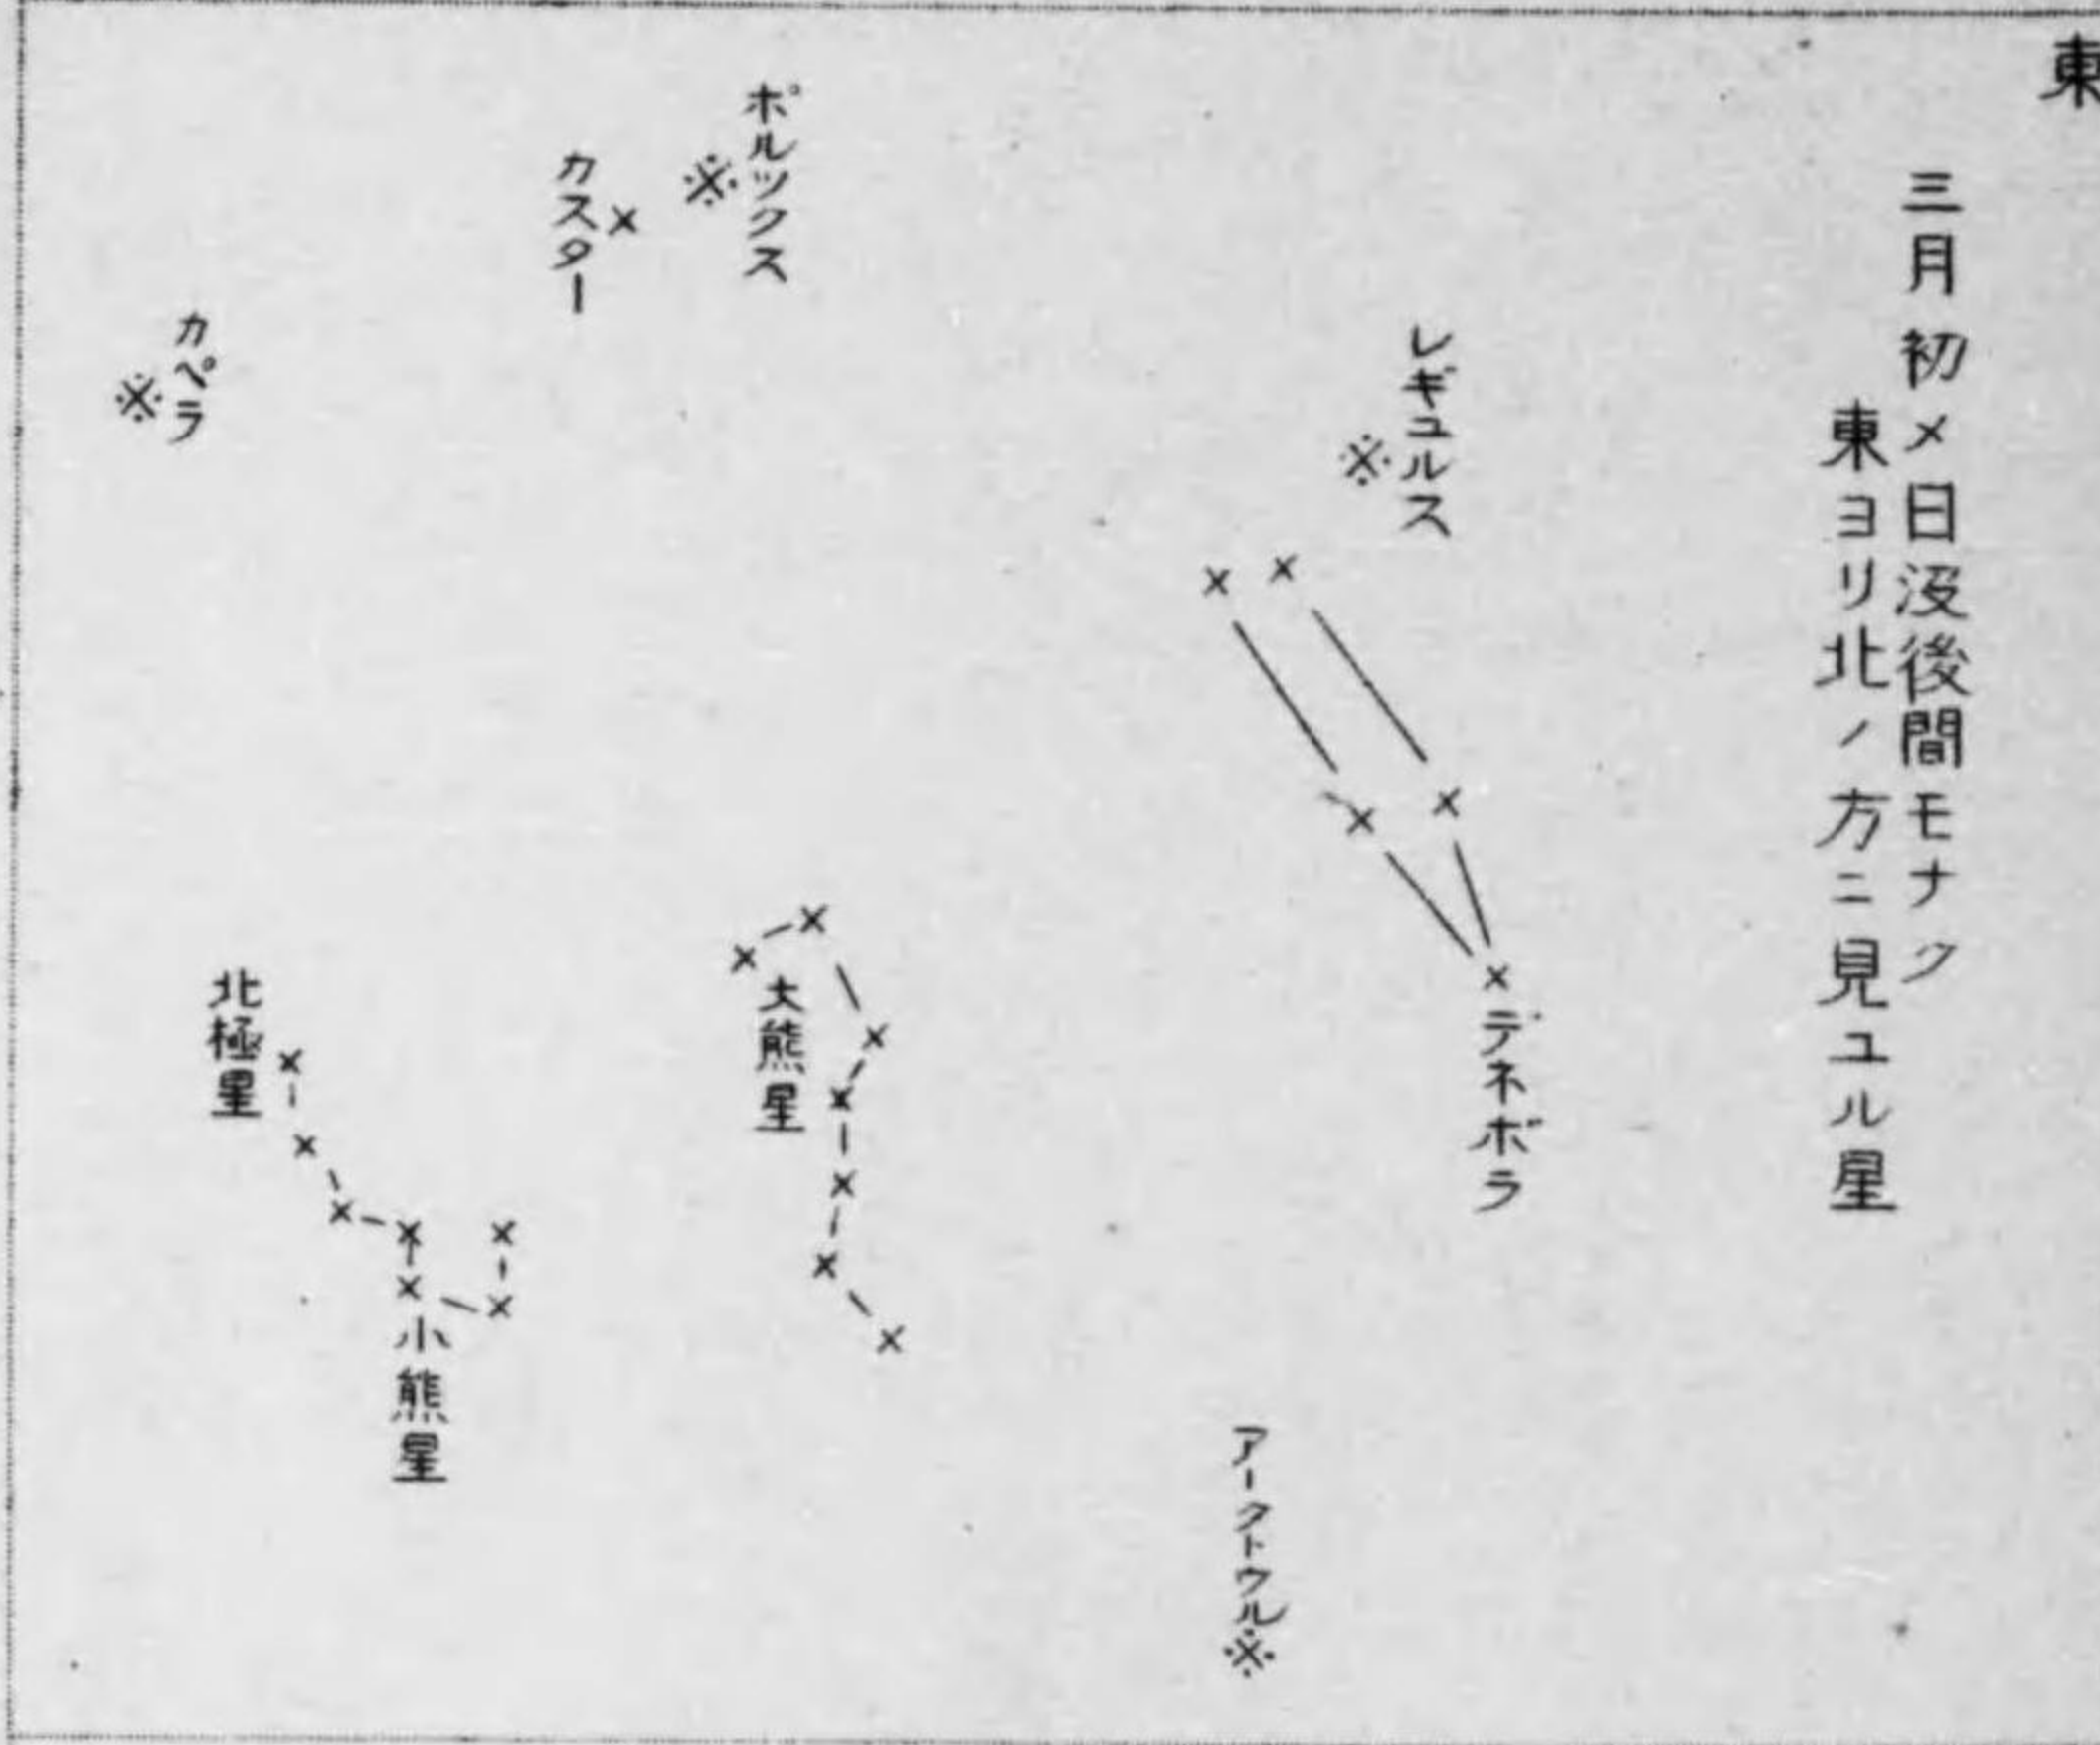 東
三月初メ日没後間モナク
東ヨリ北ノ方ニ見ユル星
デネボラ
レギュルス
アークトウル
ポルックス
大熊星
カスター
小熊星
北極星
カペラ